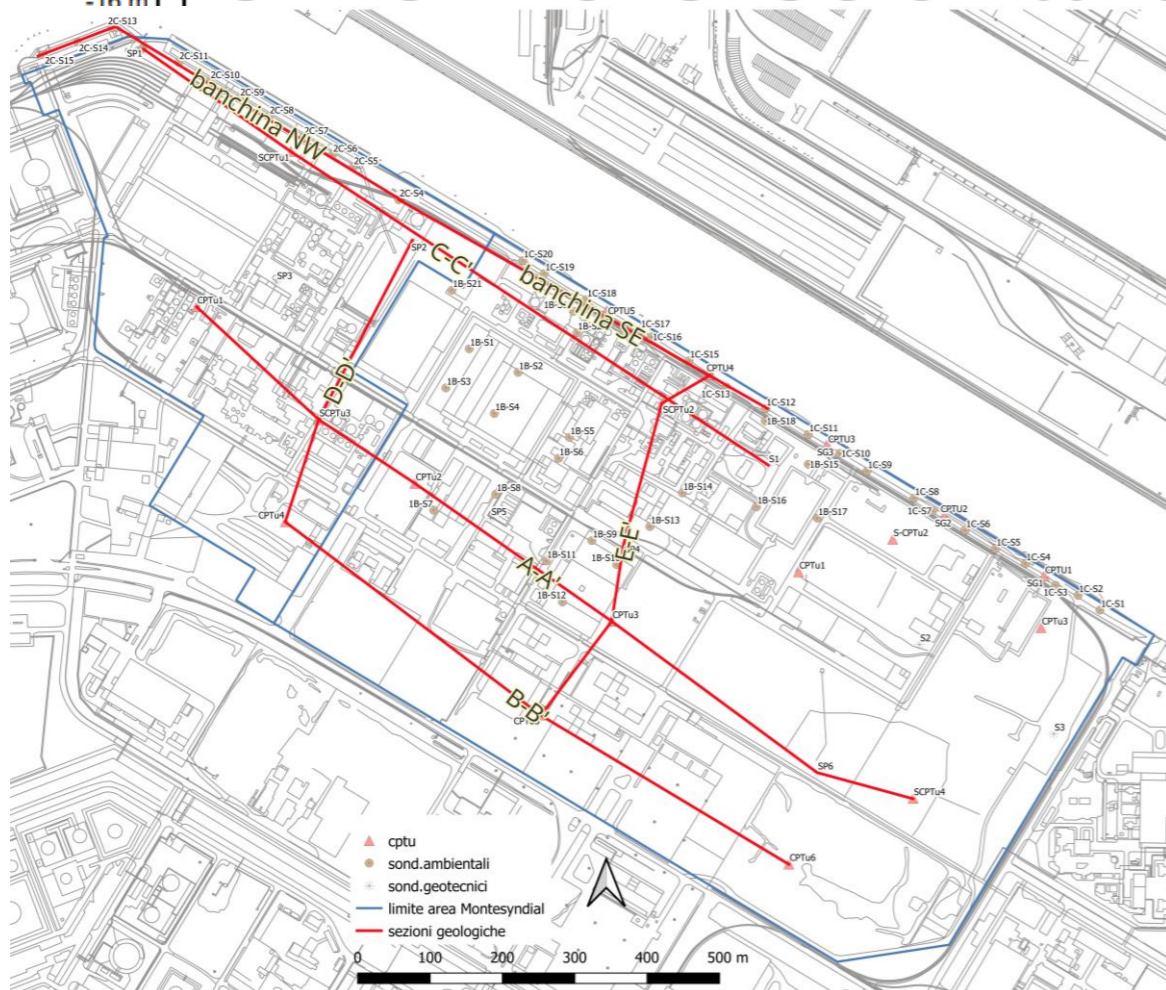 -16 m
2C-S13
2C-S14
2C-S15
SP1
2C-S11
2C-S10
2C-S9
2C-S8
2C-S7
2C-S6
2C-S5
2C-S4
banchina NW
SCPTu1
SP2
SP3
C-C'
1C-S20
1C-S19
1C-S18
CPTU5
1C-S17
1C-S16
banchina SE
1C-S15
CPTU4
1C-S13
1C-S12
1B-S21
CPTu1
1B-S1
1B-S2
1B-S3
1B-S4
1B-S5
1B-S6
D-D'
SCPTu3
SCPTu2
1B-S18
S1
1C-S11
CPTU3
SG3
1C-S10
1B-S15
1C-S9
CPTu2
1B-S8
1B-S7
SP5
1B-S14
1B-S16
1B-S17
1C-S8
1C-S7
CPTU2
SG2
1C-S6
1C-S5
1C-S4
CPTU1
SG1
1C-S3
1C-S2
1C-S1
CPTu4
1B-S13
1B-S9
E-E'
1B-S11
A-A'
1B-S12
CPTu3
S-CPTu2
CPTu1
CPTu3
S2
S3
B-B'
SP6
SCPTu4
CPTu6
cptu
sond.ambientali
sond.geotecnici
limite area Montesyndial
sezioni geologiche
0 100 200 300 400 500 m